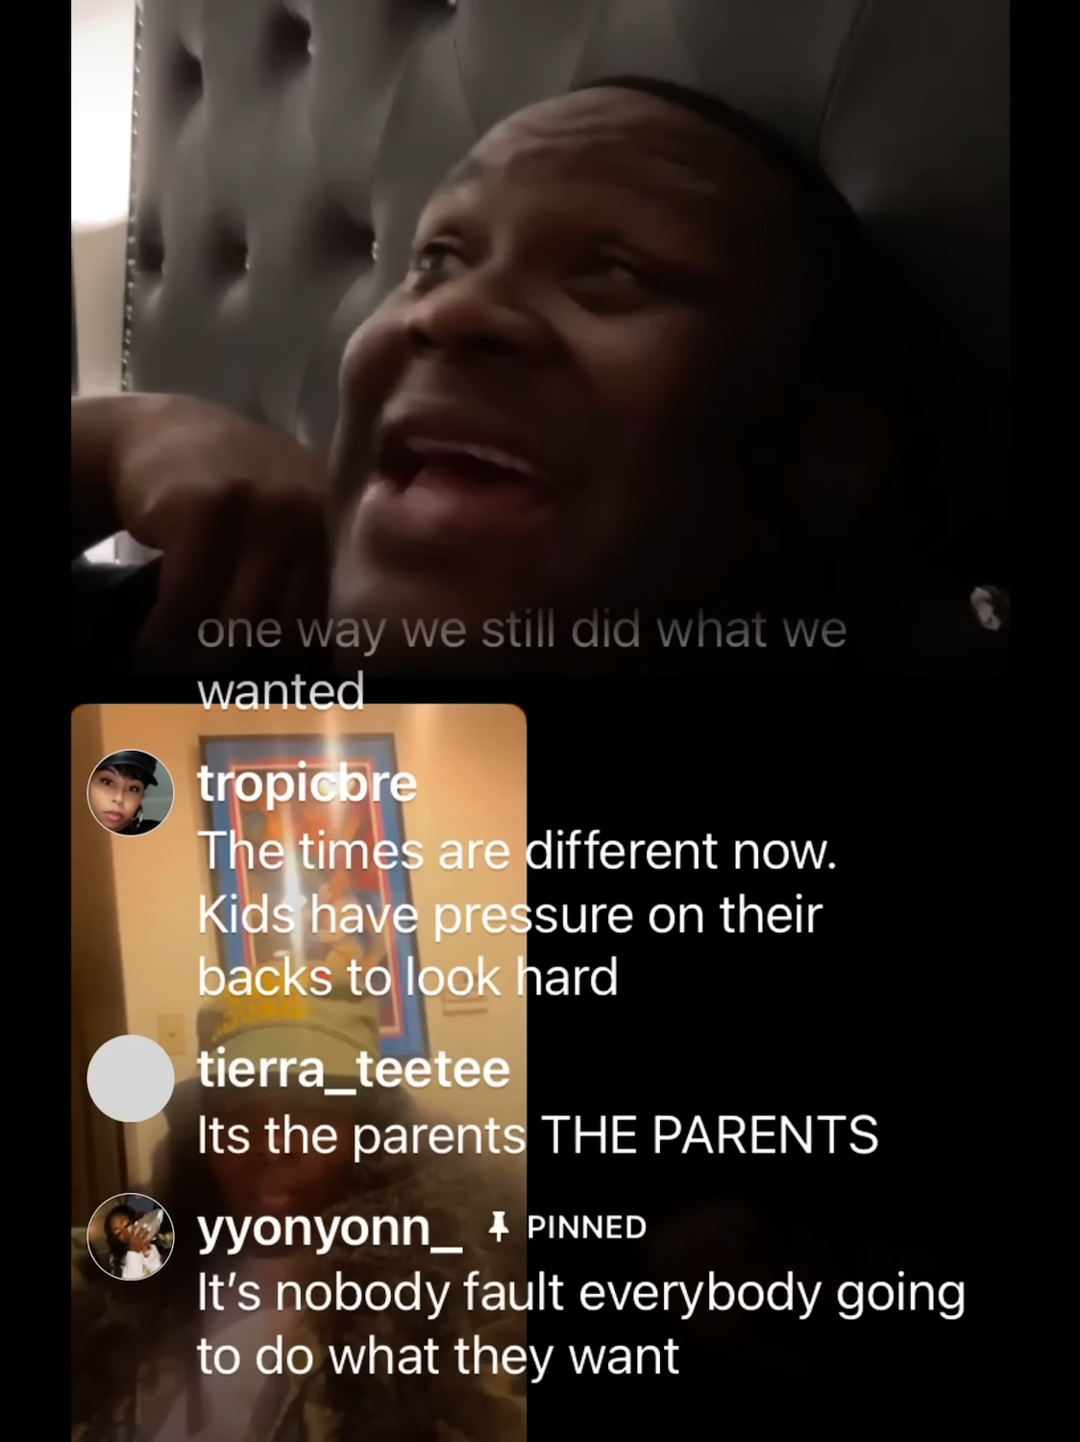 one way we still did what we
wanted
tropicbre
The times are different now.
Kids have pressure on their
backs to look hard
tierra_teetee
Its the parents THE PARENTS
yyonyonn_ PINNED
It's nobody fault everybody going
to do what they want